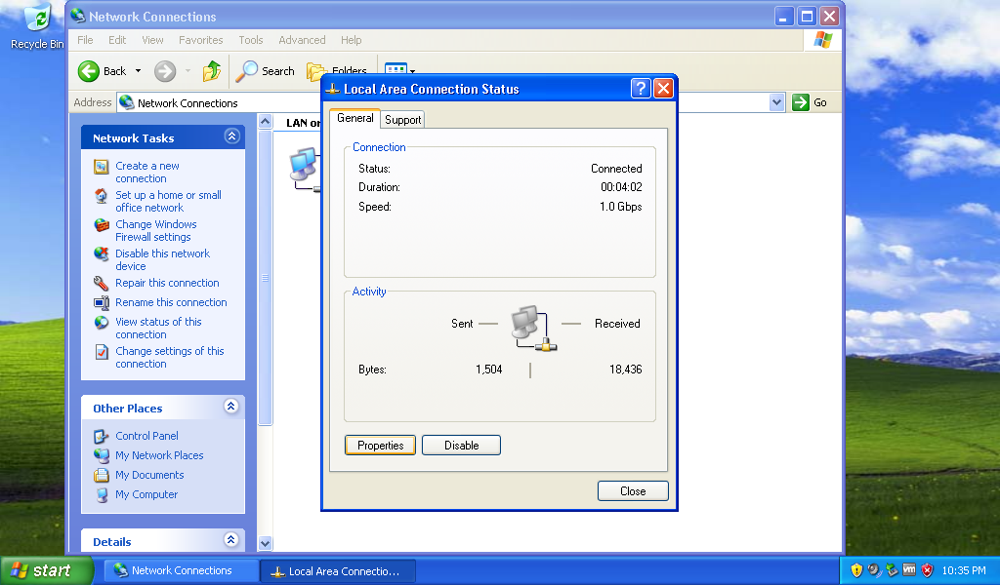 Recycle Bin
Network Connections
File Edit View Favorites Tools Advanced Help
Back Search Folders
Address Network Connections Go
LAN or
Network Tasks
Create a new
connection
Set up a home or small
office network
Change Windows
Firewall settings
Disable this network
device
Repair this connection
Rename this connection
View status of this
connection
Change settings of this
connection
Other Places
Control Panel
My Network Places
My Documents
My Computer
Details
Local Area Connection Status
General Support
Connection
Status: Connected
Duration: 00:04:02
Speed: 1.0 Gbps
Activity
Sent Received
Bytes: 1,504 18,436
Properties Disable
Close
start Network Connections Local Area Connectio... vm 10:35 PM